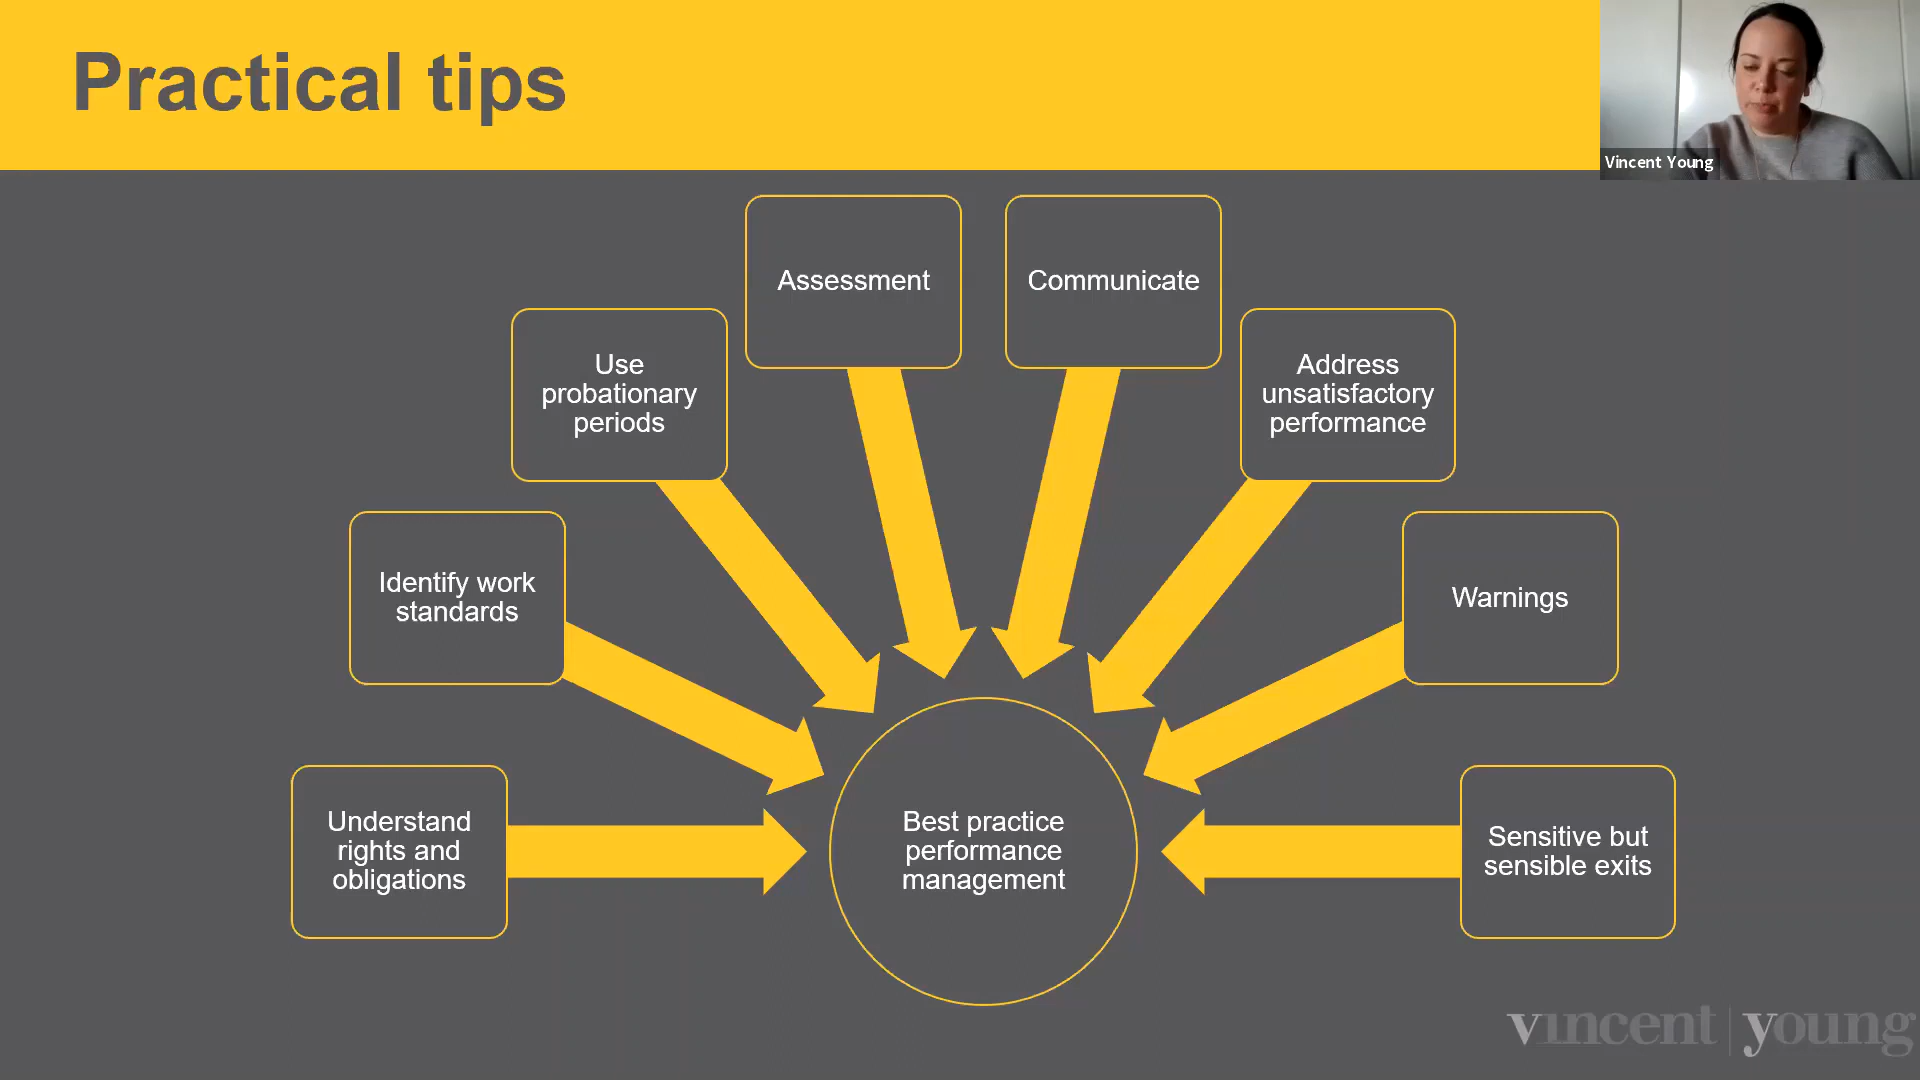 Practical tips
Vincent Young
Assessment
Communicate
Use
probationary
periods
Address
unsatisfactory
performance
Identify work
standards
Warnings
Understand
rights and
obligations
Best practice
performance
management
Sensitive but
sensible exits
vincent young